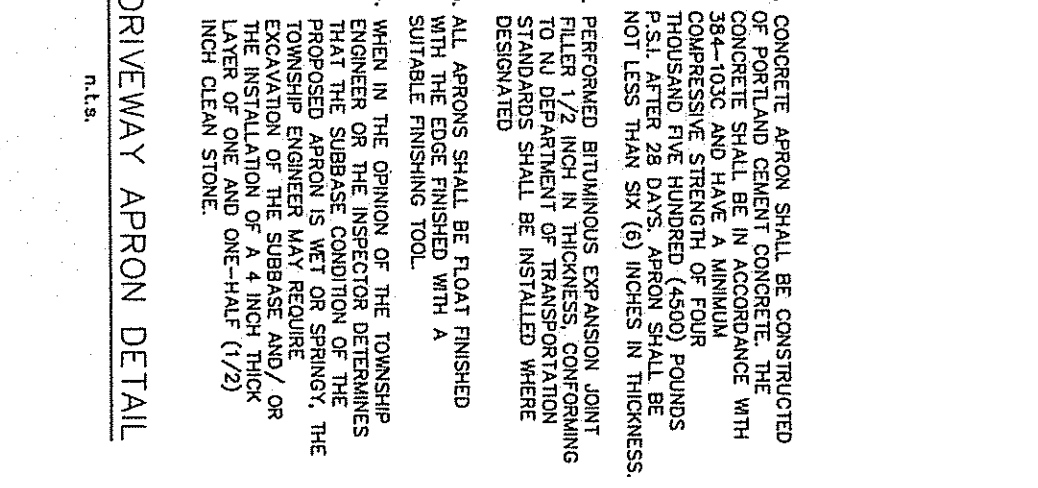 . CONCRETE APRON SHALL BE CONSTRUCTED
OF PORTLAND CEMENT CONCRETE. THE
CONCRETE SHALL BE IN ACCORDANCE WITH
384-103C AND HAVE A MINIMUM
COMPRESSIVE STRENGTH OF FOUR
THOUSAND FIVE HUNDRED (4500) POUNDS
P.S.I. AFTER 28 DAYS. APRON SHALL BE
NOT LESS THAN SIX (6) INCHES IN THICKNESS.
. PERFORMED BITUMINOUS EXPANSION JOINT
FILLER 1/2 INCH IN THICKNESS, CONFORMING
TO NJ DEPARTMENT OF TRANSPORTATION
STANDARDS SHALL BE INSTALLED WHERE
DESIGNATED
. ALL APRONS SHALL BE FLOAT FINISHED
WITH THE EDGE FINISHED WITH A
SUITABLE FINISHING TOOL.
. WHEN IN THE OPINION OF THE TOWNSHIP
ENGINEER OR THE INSPECTOR DETERMINES
THAT THE SUBBASE CONDITION OF THE
PROPOSED APRON IS WET OR SPRINGY, THE
TOWNSHIP ENGINEER MAY REQUIRE
EXCAVATION OF THE SUBBASE AND/ OR
THE INSTALLATION OF A 4 INCH THICK
LAYER OF ONE AND ONE-HALF (1/2)
INCH CLEAN STONE.
DRIVEWAY APRON DETAIL
n.t.s.